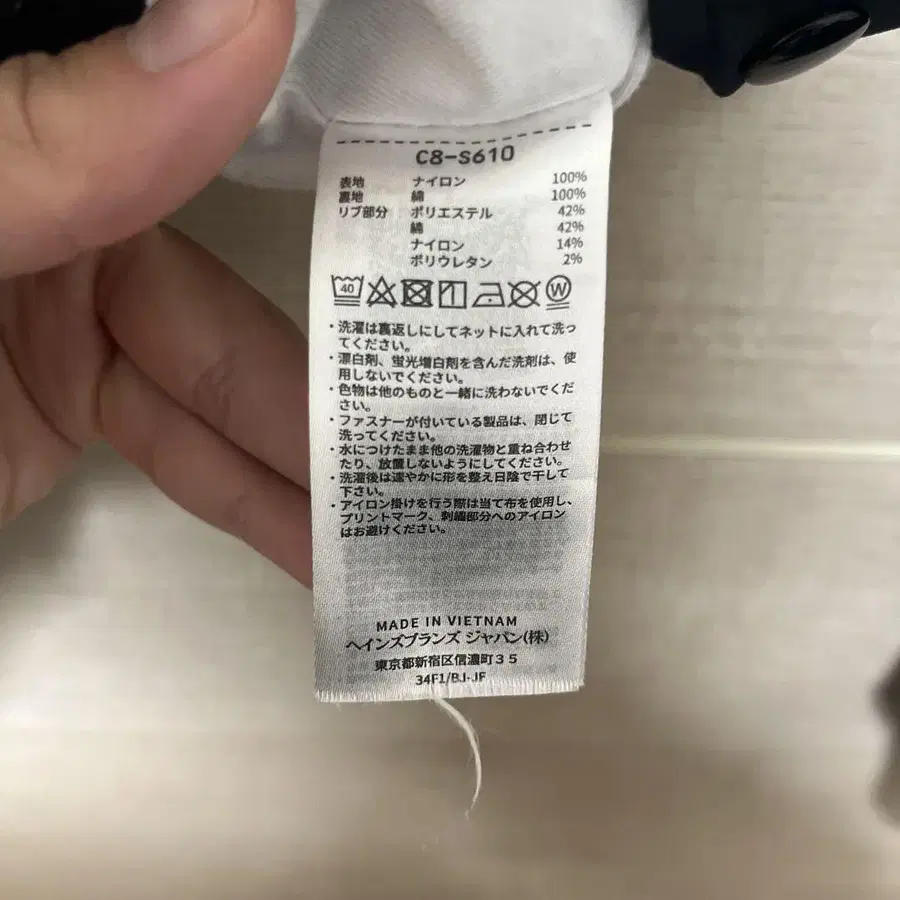 C8-S610
表地 ナイロン 100%
裏地 綿 100%
リブ部分 ポリエステル 42%
綿 42%
ナイロン 14%
ポリウレタン 2%
40 W
・洗濯は裏返しにしてネットに入れて洗っ
てください。
・漂白剤、蛍光増白剤を含んだ洗剤は、使
用しないでください。
・色物は他のものと一緒に洗わないでくだ
さい。
・ファスナーが付いている製品は、閉じて
洗ってください。
・水につけたまま他の洗濯物と重ね合わせ
たり、放置しないようにしてください。
・洗濯後は速やかに形を整え日陰で干して
下さい。
・アイロン掛けを行う際は当て布を使用し、
プリントマーク、刺繍部分へのアイロン
はお避けください。
MADE IN VIETNAM
ヘインズブランズ ジャパン(株)
東京都新宿区信濃町35
34F1/BJ-JF